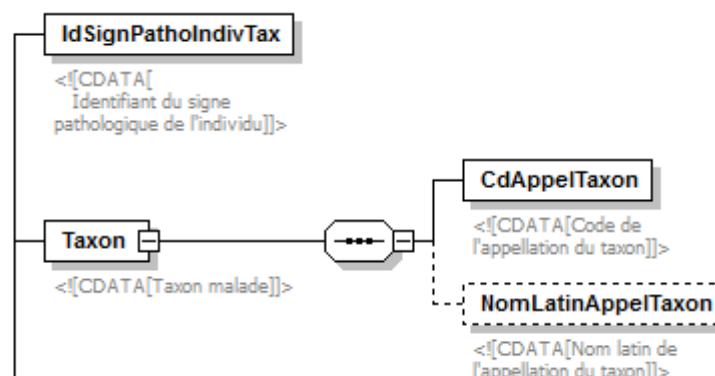 IdSignPathoIndivTax
<![CDATA[
Identifiant du signe
pathologique de l'individu]]>
Taxon
<![CDATA[Taxon malade]]>
CdAppelTaxon
<![CDATA[Code de
l'appellation du taxon]]>
NomLatinAppelTaxon
<![CDATA[Nom latin de
l'appellation du taxon]]>